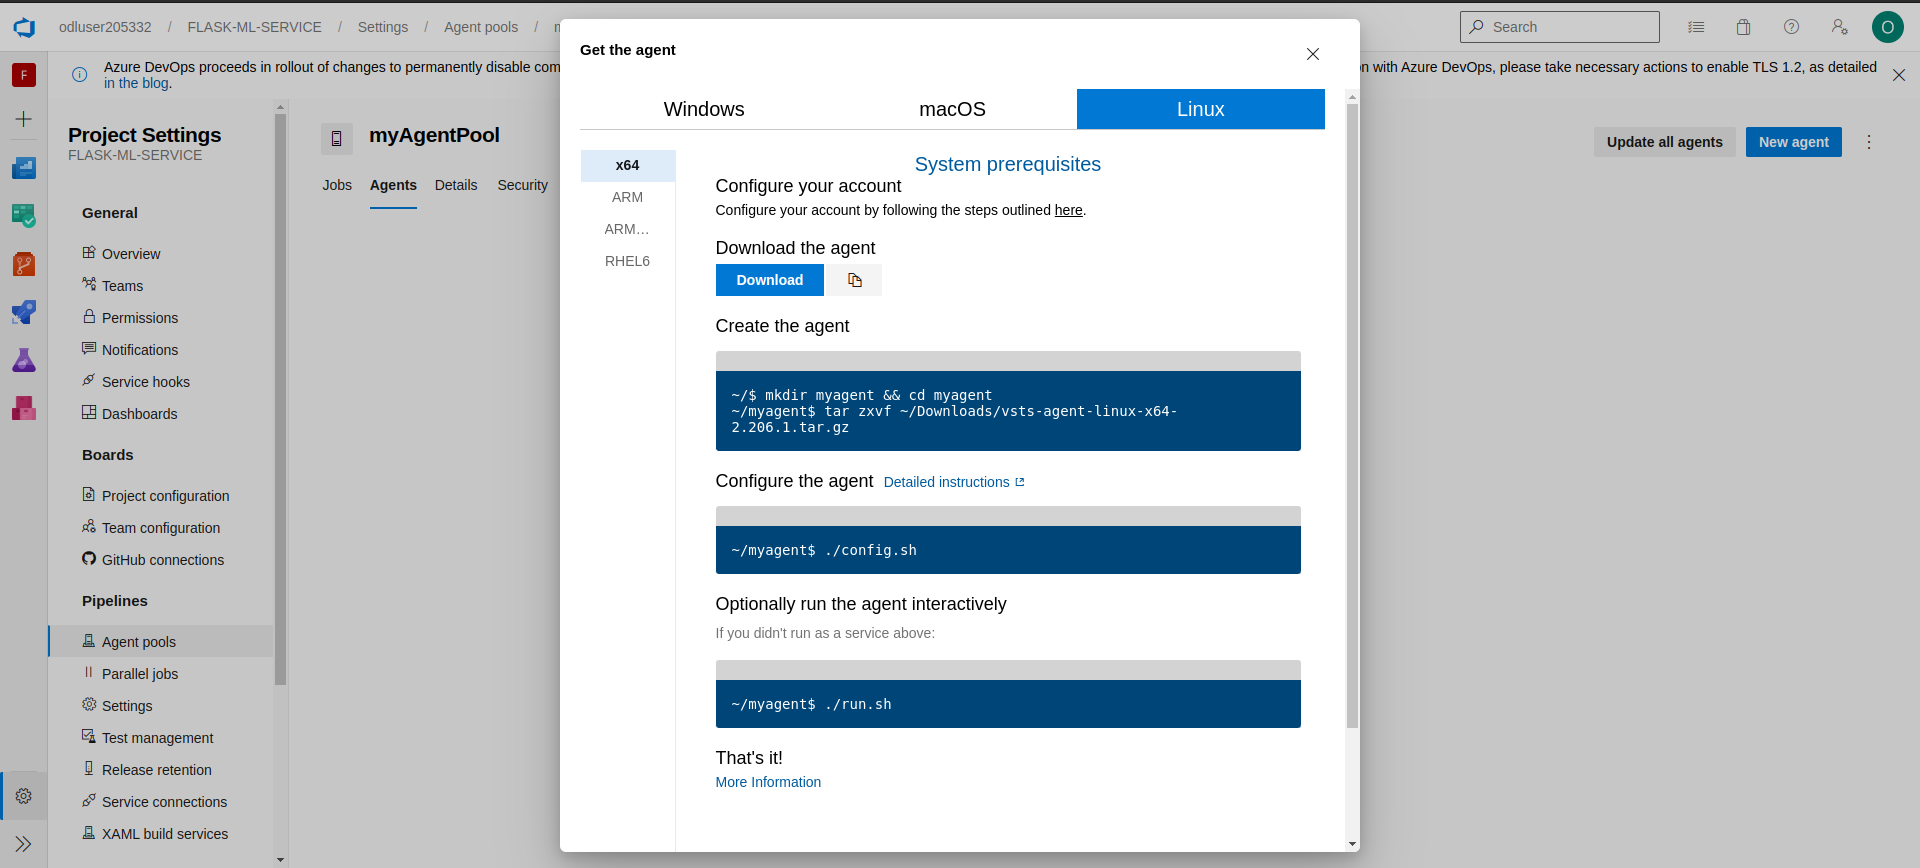 odluser205332 / FLASK-ML-SERVICE / Settings / Agent pools /
Search
O
F
Azure DevOps proceeds in rollout of changes to permanently disable
n with Azure DevOps, please take necessary actions to enable TLS 1.2, as detailed
in the blog.
Project Settings
FLASK-ML-SERVICE
General
Overview
Teams
Permissions
Notifications
Service hooks
Dashboards
Boards
Project configuration
Team configuration
GitHub connections
Pipelines
Agent pools
Parallel jobs
Settings
Test management
Release retention
Service connections
XAML build services
myAgentPool
Jobs Agents Details Security
Update all agents New agent
Get the agent
Windows macOS Linux
x64
ARM
ARM...
RHEL6
System prerequisites
Configure your account
Configure your account by following the steps outlined here.
Download the agent
Download
Create the agent
~/$ mkdir myagent && cd myagent
~/myagent$ tar zxvf ~/Downloads/vsts-agent-linux-x64-
2.206.1.tar.gz
Configure the agent Detailed instructions
~/myagent$ ./config.sh
Optionally run the agent interactively
If you didn't run as a service above:
~/myagent$ ./run.sh
That's it!
More Information